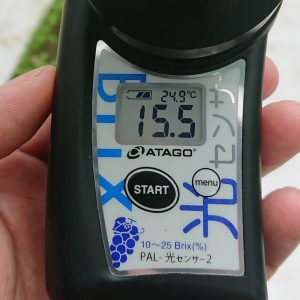 24.9℃
15.5
ATAGO
START
menu
BRIX
光センサー
10～25 Brix(%)
PAL-光センサー2